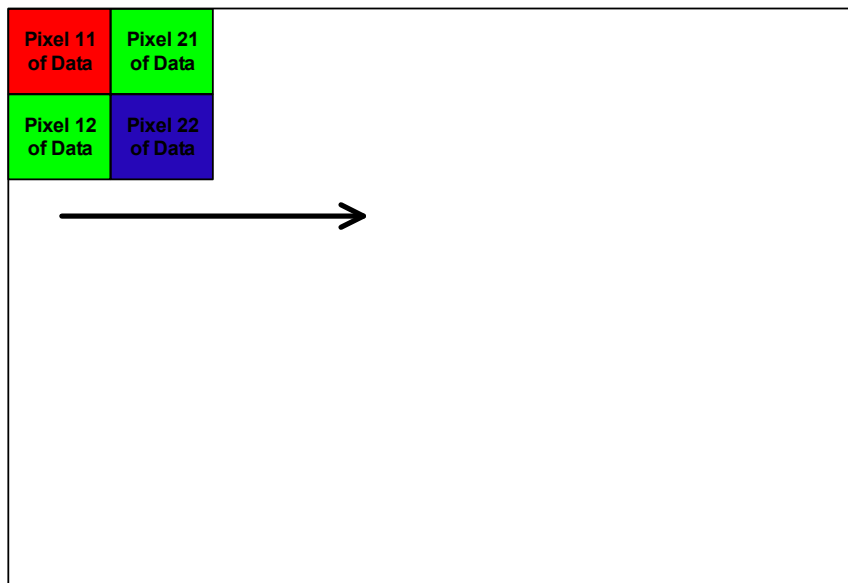 Pixel 11
of Data
Pixel 21
of Data
Pixel 12
of Data
Pixel 22
of Data